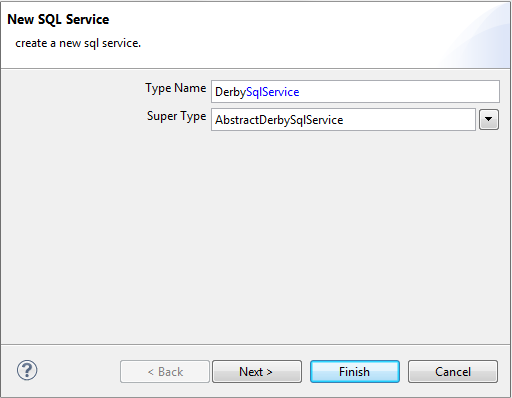 New SQL Service
create a new sql service.
Type Name DerbySqlService
Super Type AbstractDerbySqlService
? < Back Next > Finish Cancel